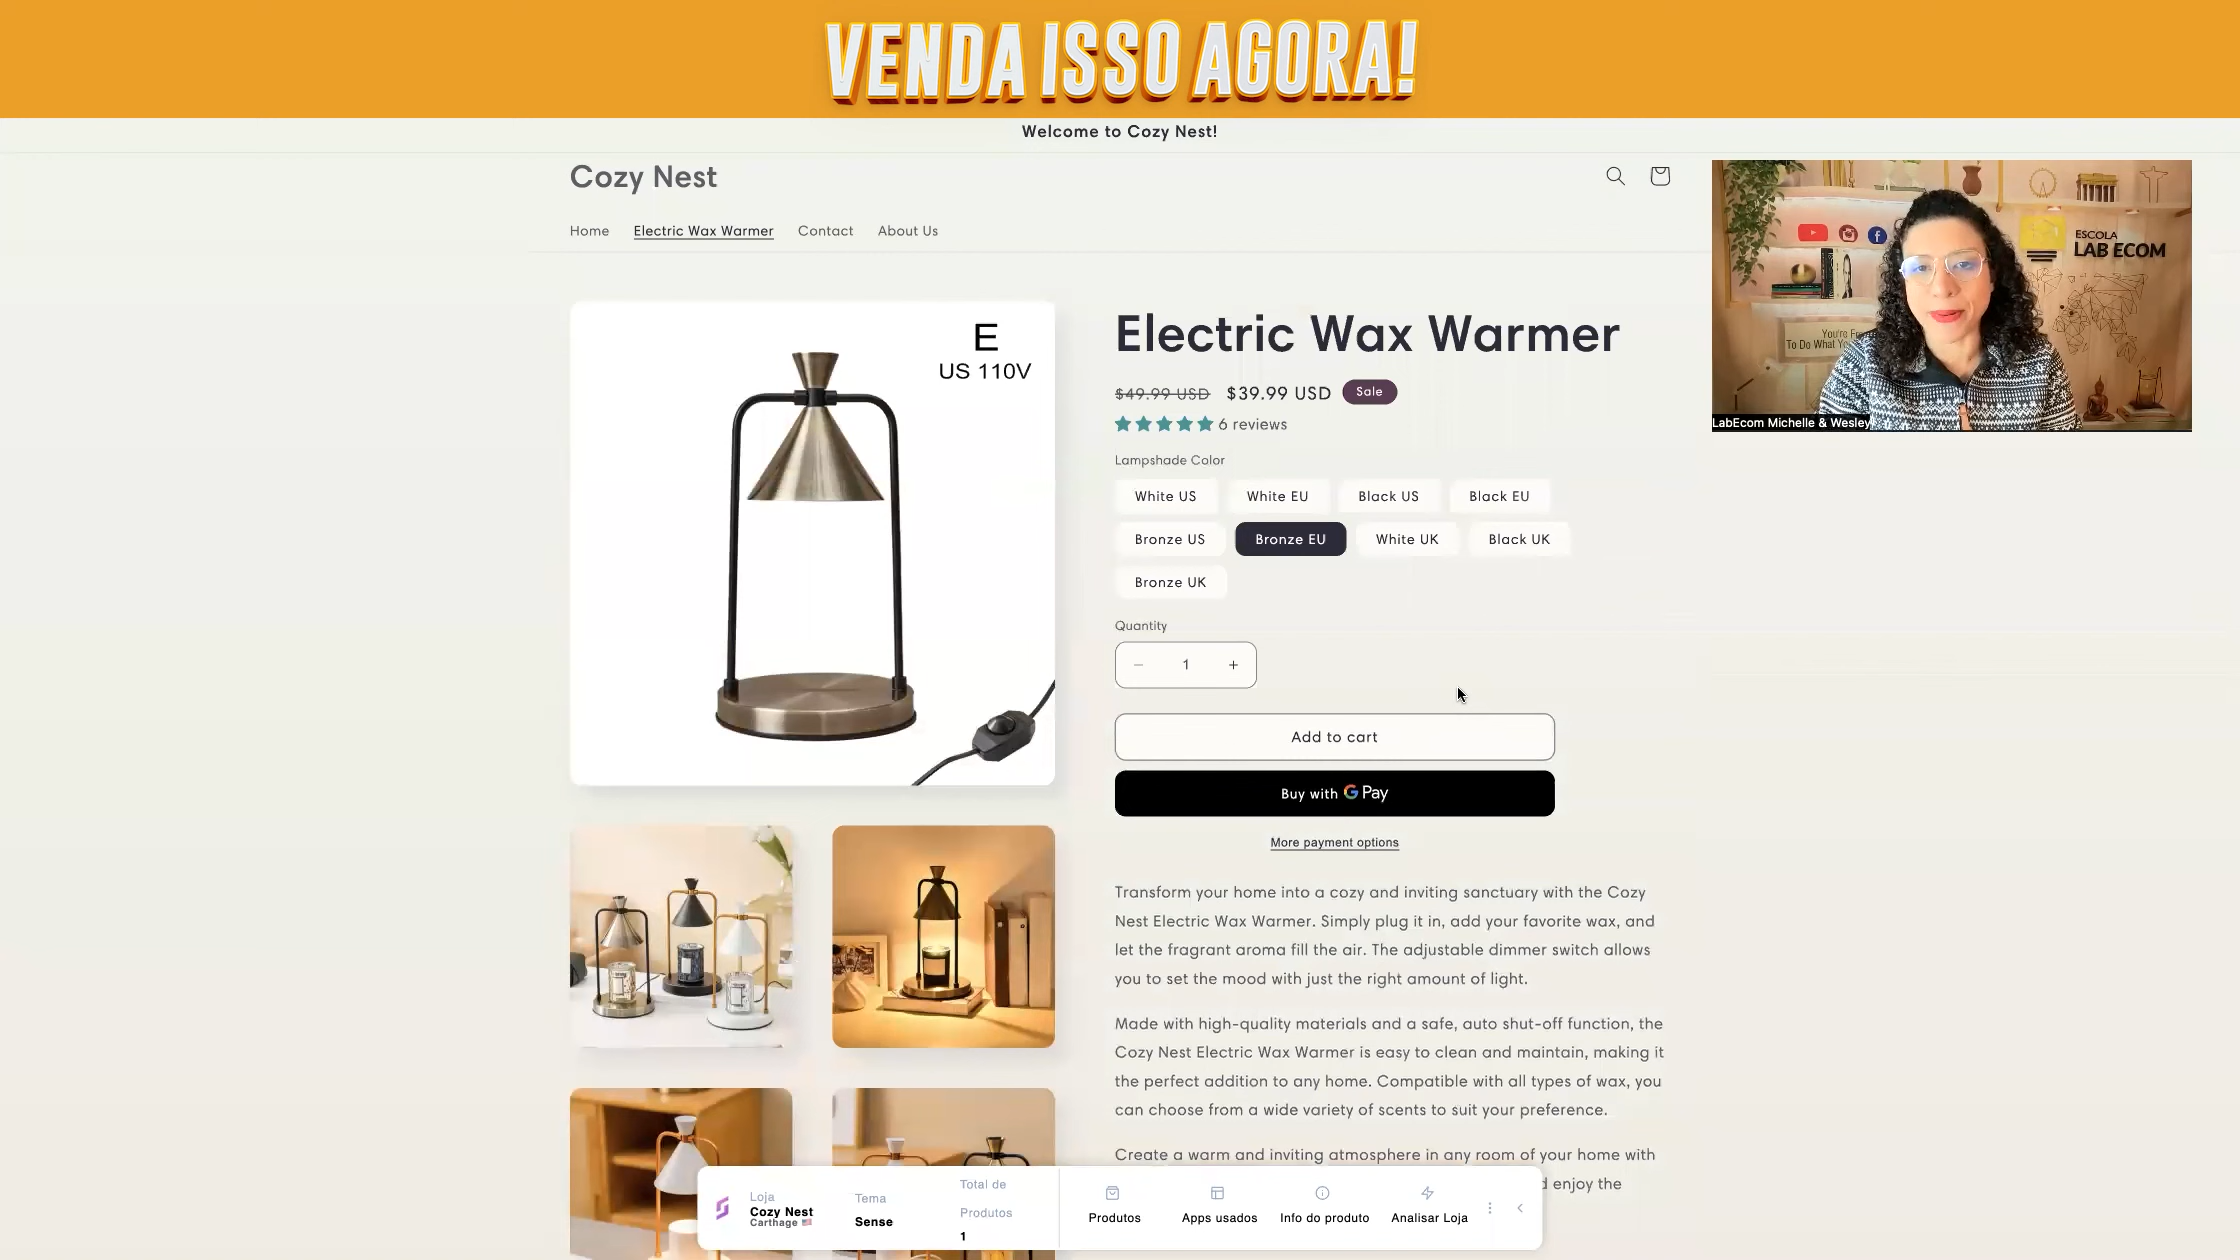 VENDA ISSO AGORA!
Welcome to Cozy Nest!
Cozy Nest
Home Electric Wax Warmer Contact About Us
ESCOLA
LAB ECOM
You're
To Do What
LabEcom Michelle & Wesley
E
US 110V
Electric Wax Warmer
$49.99 USD $39.99 USD Sale
6 reviews
Lampshade Color
White US White EU Black US Black EU
Bronze US Bronze EU White UK Black UK
Bronze UK
Quantity
− 1 +
Add to cart
Buy with G Pay
More payment options
Transform your home into a cozy and inviting sanctuary with the Cozy
Nest Electric Wax Warmer. Simply plug it in, add your favorite wax, and
let the fragrant aroma fill the air. The adjustable dimmer switch allows
you to set the mood with just the right amount of light.
Made with high-quality materials and a safe, auto shut-off function, the
Cozy Nest Electric Wax Warmer is easy to clean and maintain, making it
the perfect addition to any home. Compatible with all types of wax, you
can choose from a wide variety of scents to suit your preference.
Create a warm and inviting atmosphere in any room of your home with
enjoy the
Loja
Cozy Nest
Carthage
Tema
Sense
Total de
Produtos
1
Produtos Apps usados Info do produto Analisar Loja